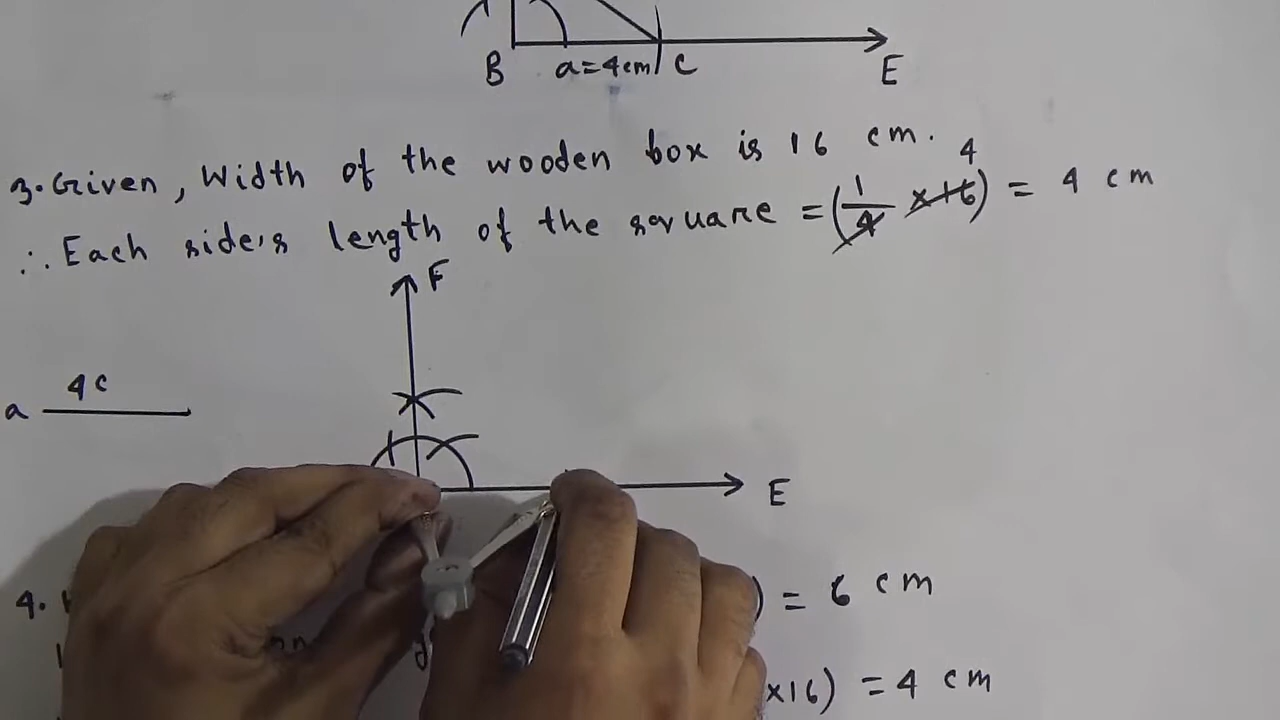 B a=4cm C E
3. Given, Width of the wooden box is 16 cm.
4
∴ Each side's length of the square = (1/4 ×16) = 4 cm
F
4c
a
E
4. ) = 6 cm
×16) = 4 cm